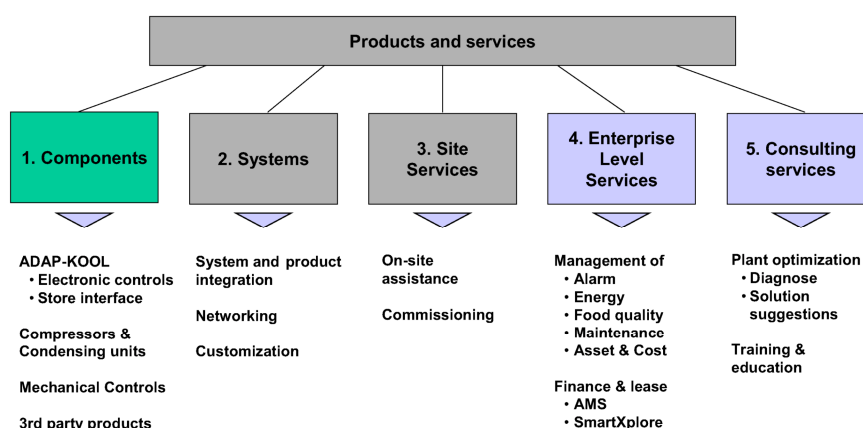 Products and services
1. Components
2. Systems
3. Site
Services
4. Enterprise
Level
Services
5. Consulting
services
ADAP-KOOL
• Electronic controls
• Store interface
Compressors &
Condensing units
Mechanical Controls
3rd party products
System and product
integration
Networking
Customization
On-site
assistance
Commissioning
Management of
• Alarm
• Energy
• Food quality
• Maintenance
• Asset & Cost
Finance & lease
• AMS
• SmartXplore
Plant optimization
• Diagnose
• Solution
suggestions
Training &
education